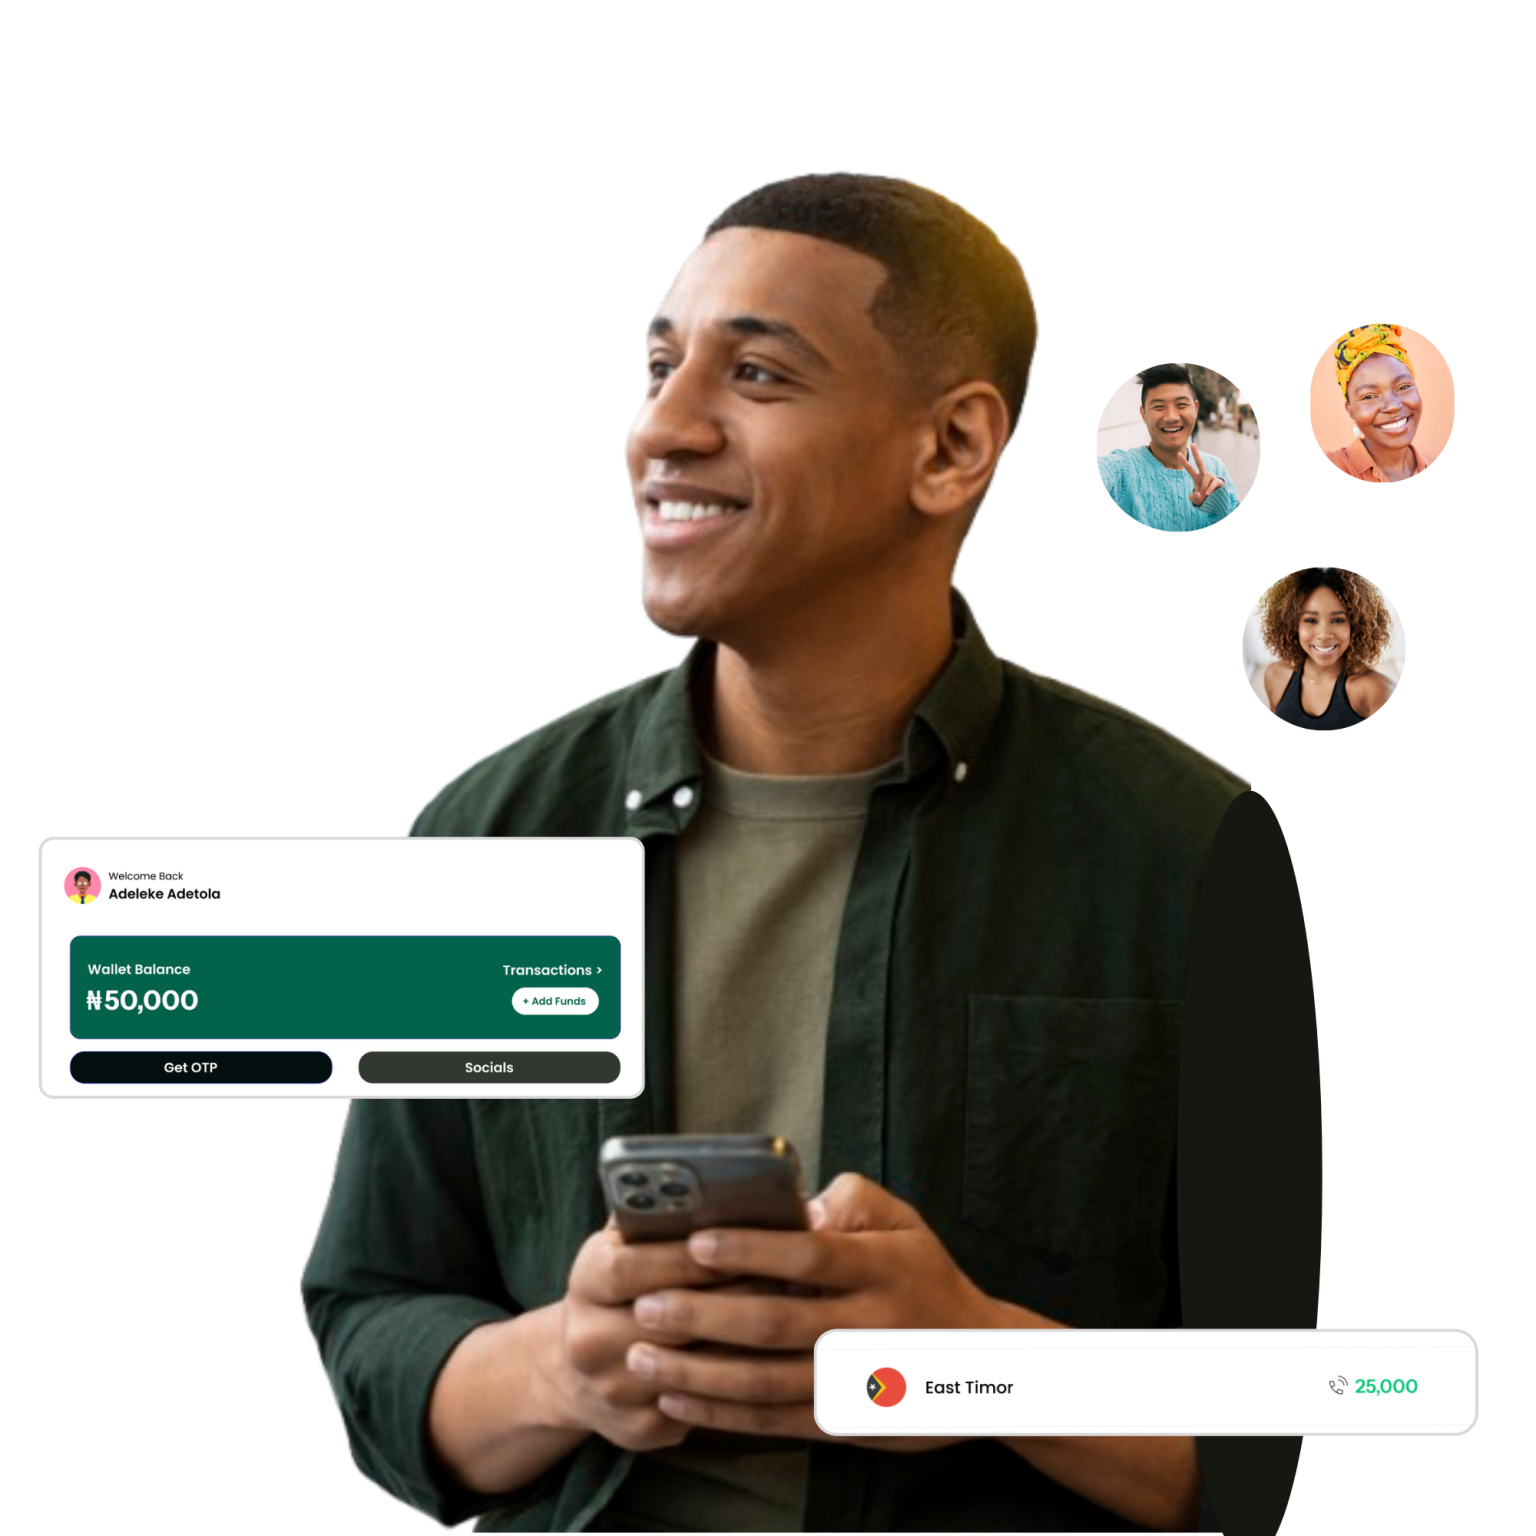 Welcome Back
Adeleke Adetola
Wallet Balance
Transactions >
₦50,000
+ Add Funds
Get OTP
Socials
East Timor
25,000